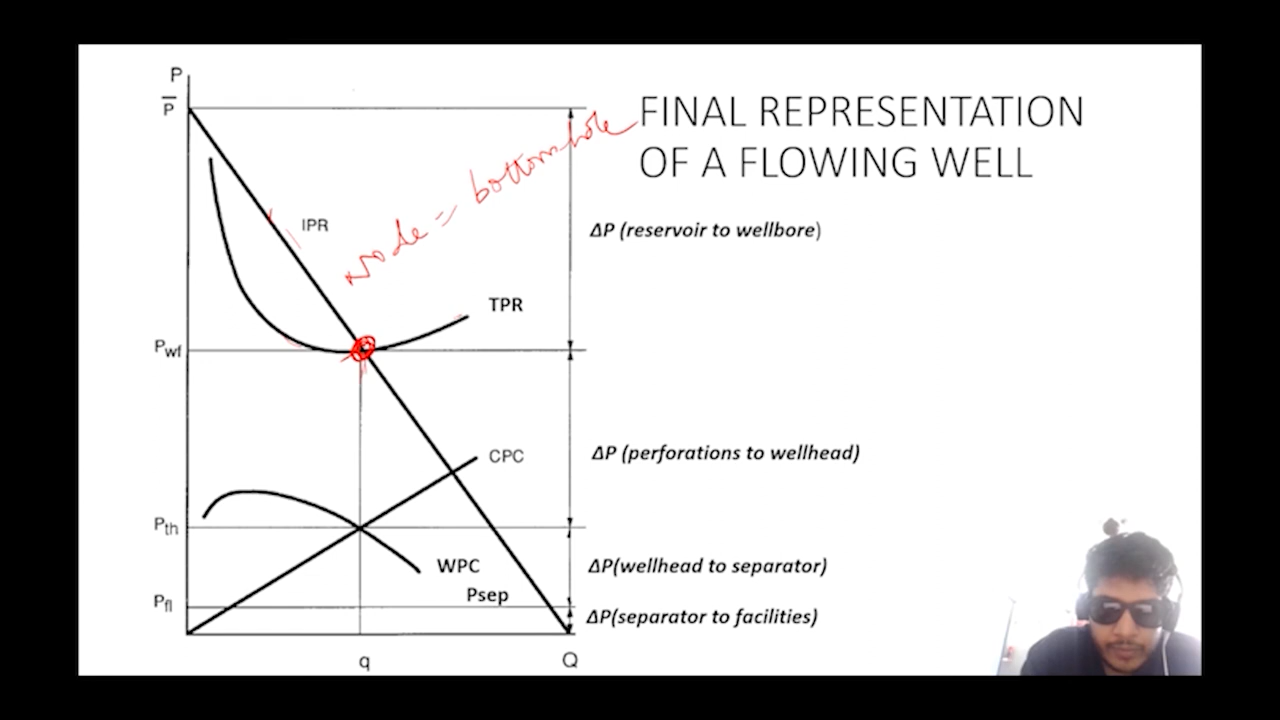 FINAL REPRESENTATION
OF A FLOWING WELL
P
P̅
IPR
node = bottomhole
ΔP (reservoir to wellbore)
TPR
Pwf
CPC
ΔP (perforations to wellhead)
Pth
WPC
ΔP(wellhead to separator)
Psep
Pfl
ΔP(separator to facilities)
q
Q